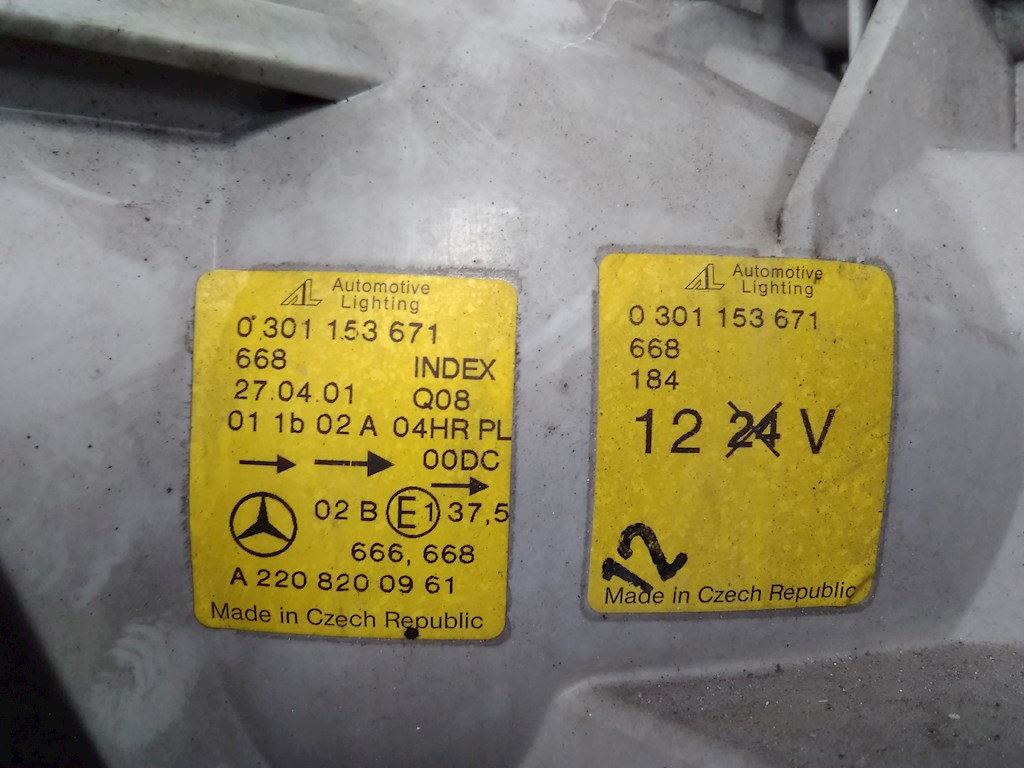 AL Automotive
Lighting
0 301 153 671
668 INDEX
27.04.01 Q08
01 1b 02 A 04HR PL
00DC
02 B E1 37,5
666, 668
A 220 820 09 61
Made in Czech Republic
AL Automotive
Lighting
0 301 153 671
668
184
12 24 V
12
Made in Czech Republic